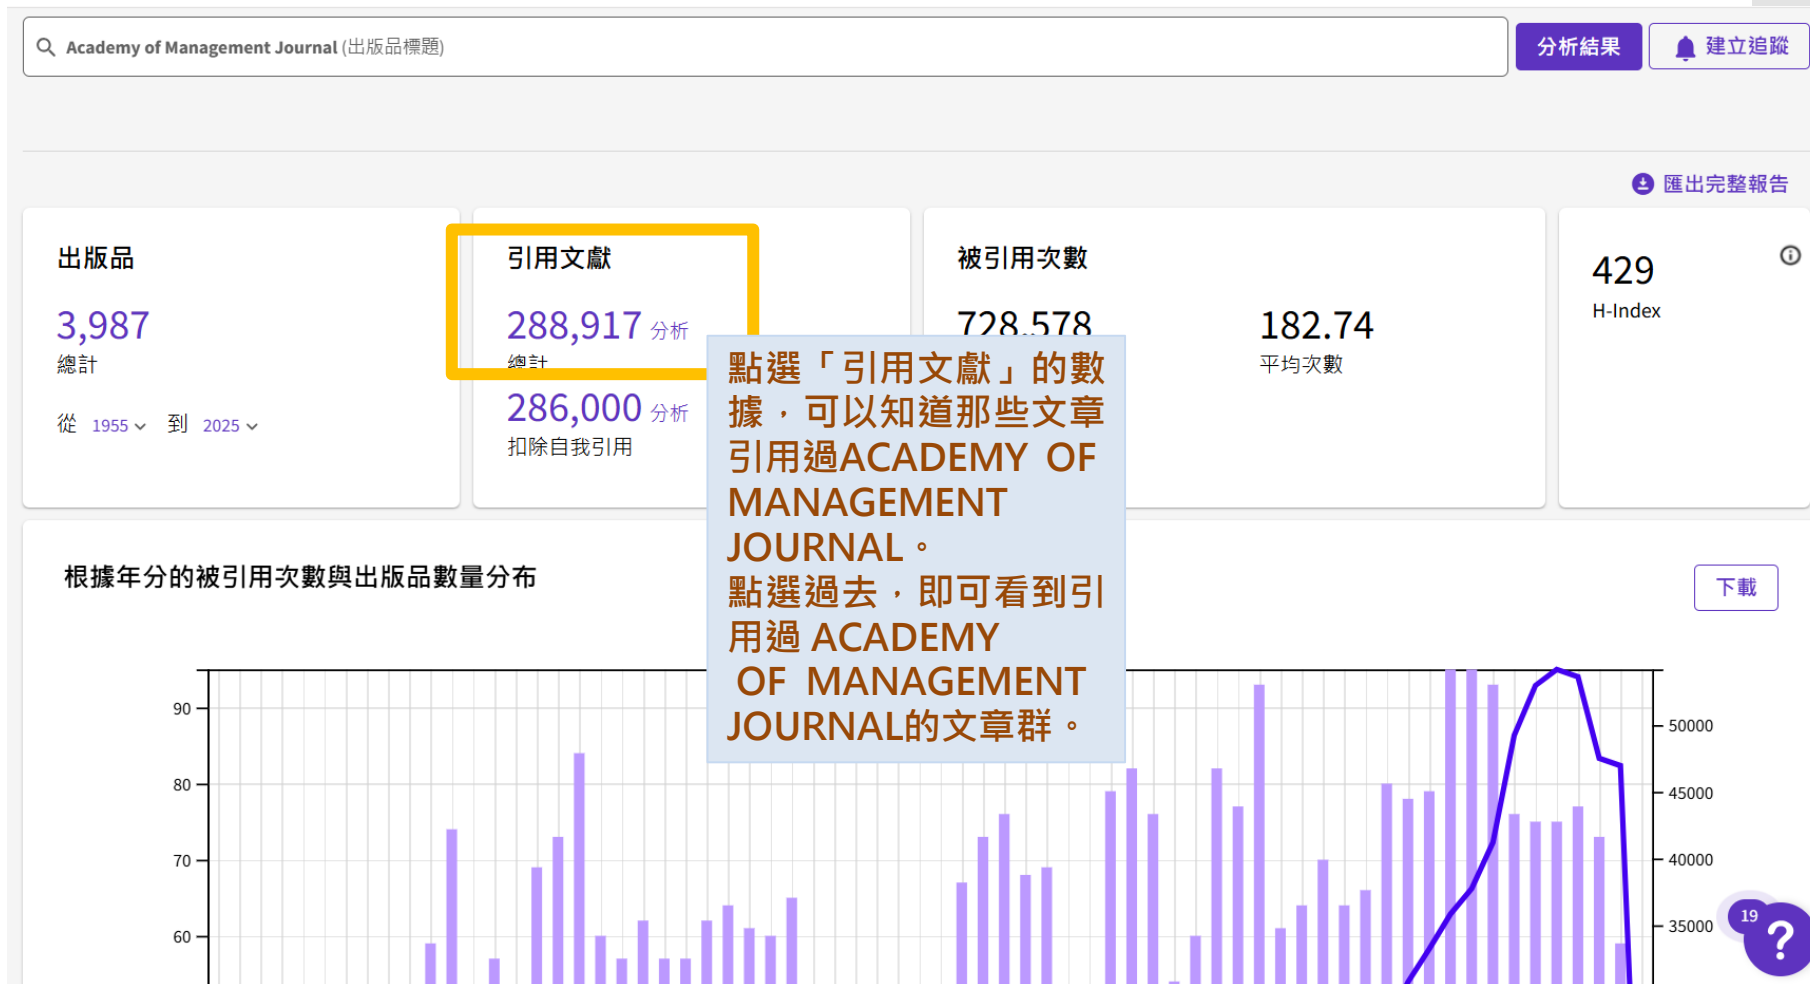 Academy of Management Journal (出版品標題)
分析結果
建立追蹤
匯出完整報告
出版品
3,987
總計
從 1955 到 2025
引用文獻
288,917 分析
總計
286,000 分析
扣除自我引用
被引用次數
728,578
182.74
平均次數
429
H-Index
點選「引用文獻」的數
據，可以知道那些文章
引用過ACADEMY OF
MANAGEMENT
JOURNAL。
點選過去，即可看到引
用過 ACADEMY
OF MANAGEMENT
JOURNAL的文章群。
根據年分的被引用次數與出版品數量分布
下載
90
80
70
60
50000
45000
40000
35000
19
?